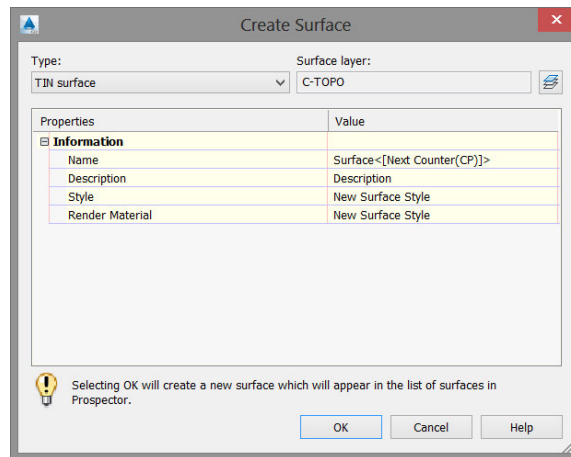 Create Surface
Type:
Surface layer:
TIN surface
C-TOPO
Properties
Value
Information
Name
Surface<[Next Counter(CP)]>
Description
Description
Style
New Surface Style
Render Material
New Surface Style
Selecting OK will create a new surface which will appear in the list of surfaces in
Prospector.
OK
Cancel
Help